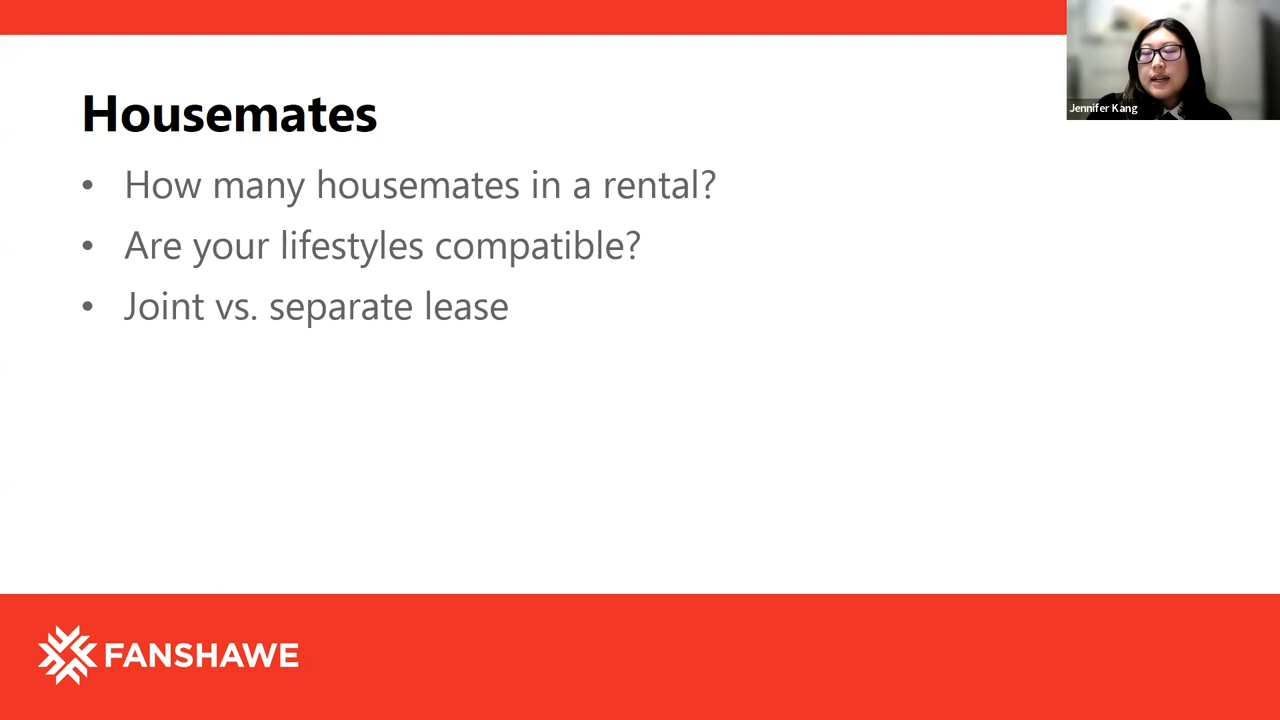 Housemates
• How many housemates in a rental?
• Are your lifestyles compatible?
• Joint vs. separate lease
Jennifer Kang
FANSHAWE